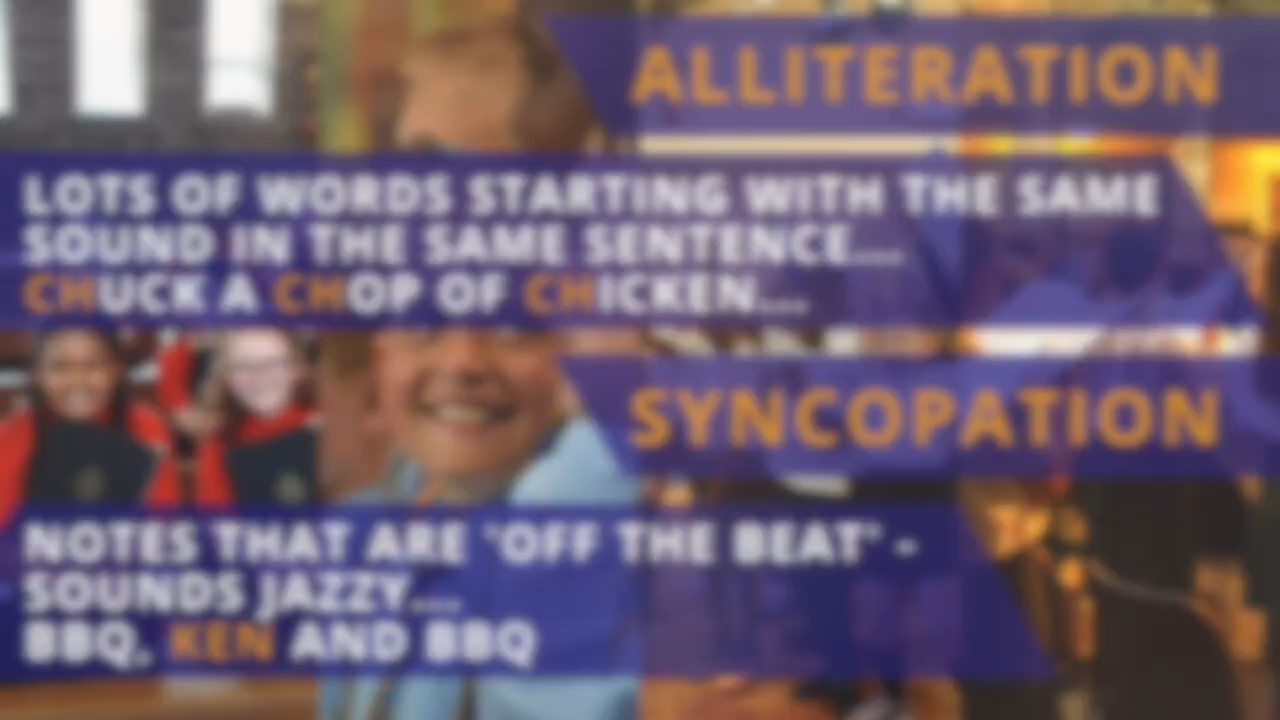 ALLITERATION
LOTS OF WORDS STARTING WITH THE SAME
SOUND IN THE SAME SENTENCE...
CHUCK A CHOP OF CHICKEN...
SYNCOPATION
NOTES THAT ARE 'OFF THE BEAT' -
SOUNDS JAZZY...
BBQ, KEN AND BBQ